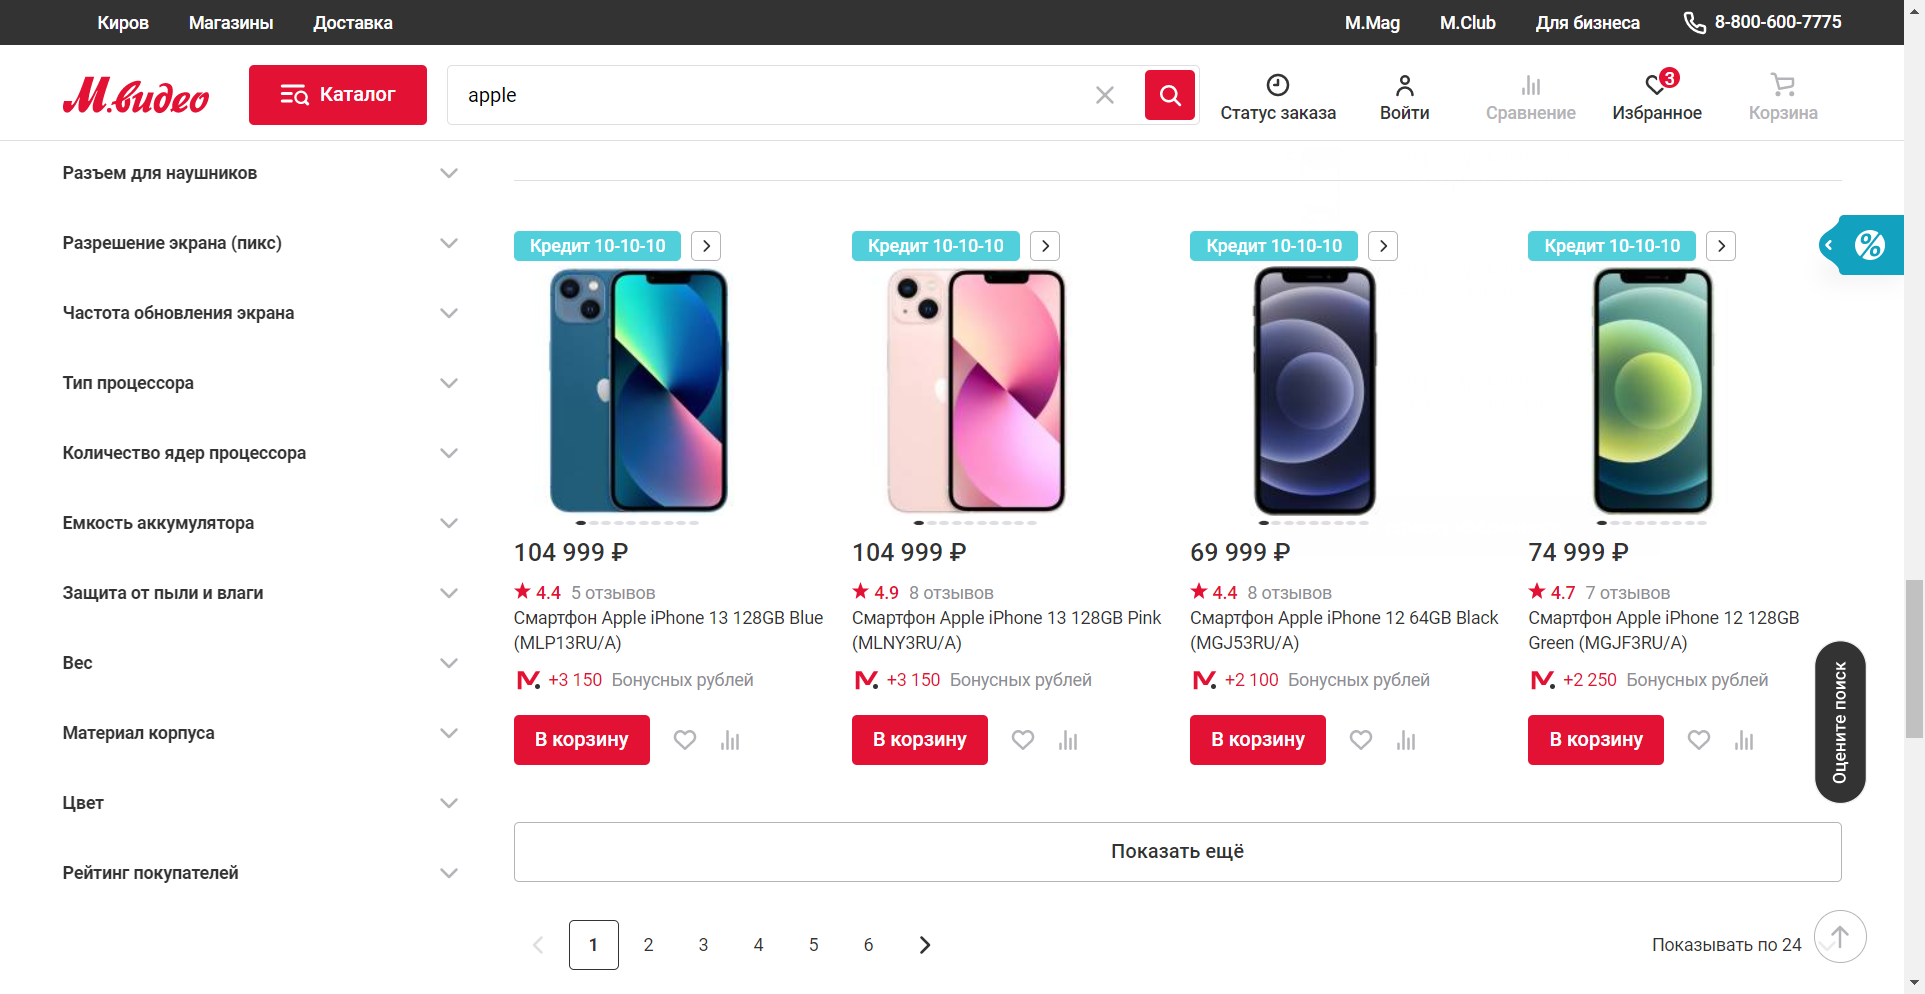 Киров Магазины Доставка M.Mag M.Club Для бизнеса 8-800-600-7775
М.видео Каталог apple Статус заказа Войти Сравнение 3 Избранное Корзина
Разъем для наушников
Разрешение экрана (пикс)
Частота обновления экрана
Тип процессора
Количество ядер процессора
Емкость аккумулятора
Защита от пыли и влаги
Вес
Материал корпуса
Цвет
Рейтинг покупателей
Кредит 10-10-10
104 999 ₽
4.4 5 отзывов
Смартфон Apple iPhone 13 128GB Blue
(MLP13RU/A)
М. +3 150 Бонусных рублей
В корзину
Кредит 10-10-10
104 999 ₽
4.9 8 отзывов
Смартфон Apple iPhone 13 128GB Pink
(MLNY3RU/A)
М. +3 150 Бонусных рублей
В корзину
Кредит 10-10-10
69 999 ₽
4.4 8 отзывов
Смартфон Apple iPhone 12 64GB Black
(MGJ53RU/A)
М. +2 100 Бонусных рублей
В корзину
Кредит 10-10-10
74 999 ₽
4.7 7 отзывов
Смартфон Apple iPhone 12 128GB
Green (MGJF3RU/A)
М. +2 250 Бонусных рублей
В корзину
%
Оцените поиск
Показать ещё
1 2 3 4 5 6
Показывать по 24